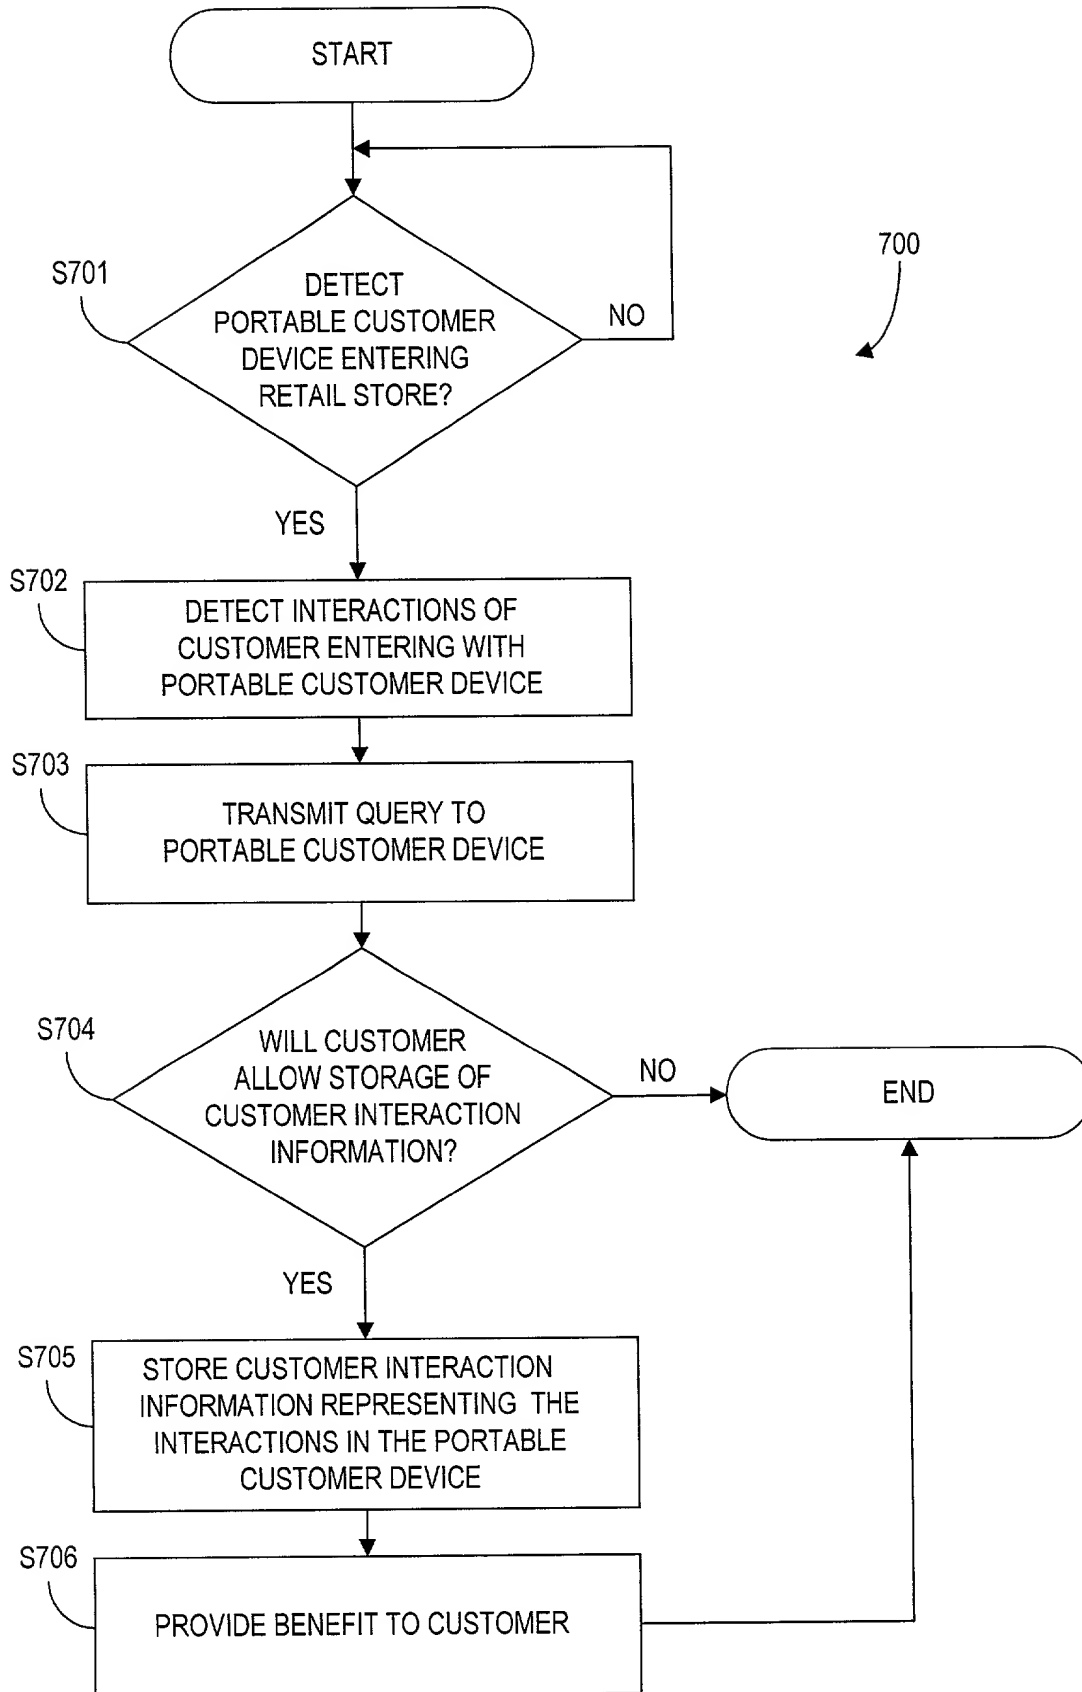 START
700
S701
DETECT
PORTABLE CUSTOMER
DEVICE ENTERING
RETAIL STORE?
NO
YES
S702
DETECT INTERACTIONS OF
CUSTOMER ENTERING WITH
PORTABLE CUSTOMER DEVICE
S703
TRANSMIT QUERY TO
PORTABLE CUSTOMER DEVICE
S704
WILL CUSTOMER
ALLOW STORAGE OF
CUSTOMER INTERACTION
INFORMATION?
NO
END
YES
S705
STORE CUSTOMER INTERACTION
INFORMATION REPRESENTING THE
INTERACTIONS IN THE PORTABLE
CUSTOMER DEVICE
S706
PROVIDE BENEFIT TO CUSTOMER